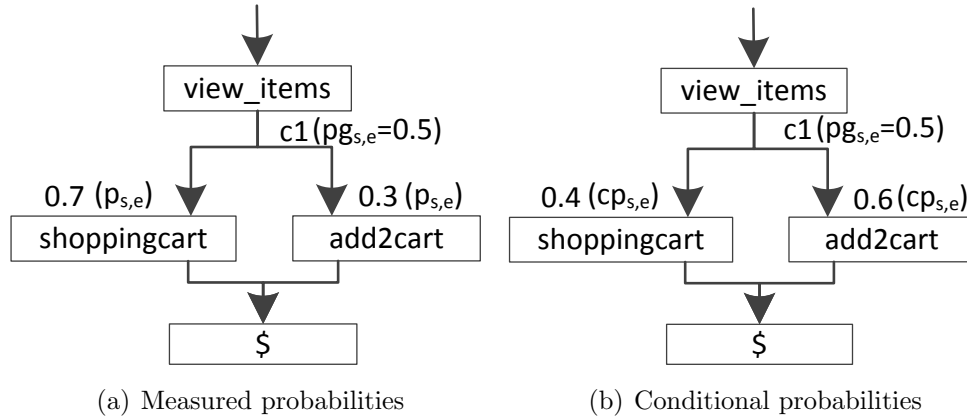 view_items
c1(pgs,e=0.5)
0.7 (ps,e)
0.3 (ps,e)
shoppingcart
add2cart
$
(a) Measured probabilities
view_items
c1(pgs,e=0.5)
0.4 (cps,e)
0.6(cps,e)
shoppingcart
add2cart
$
(b) Conditional probabilities